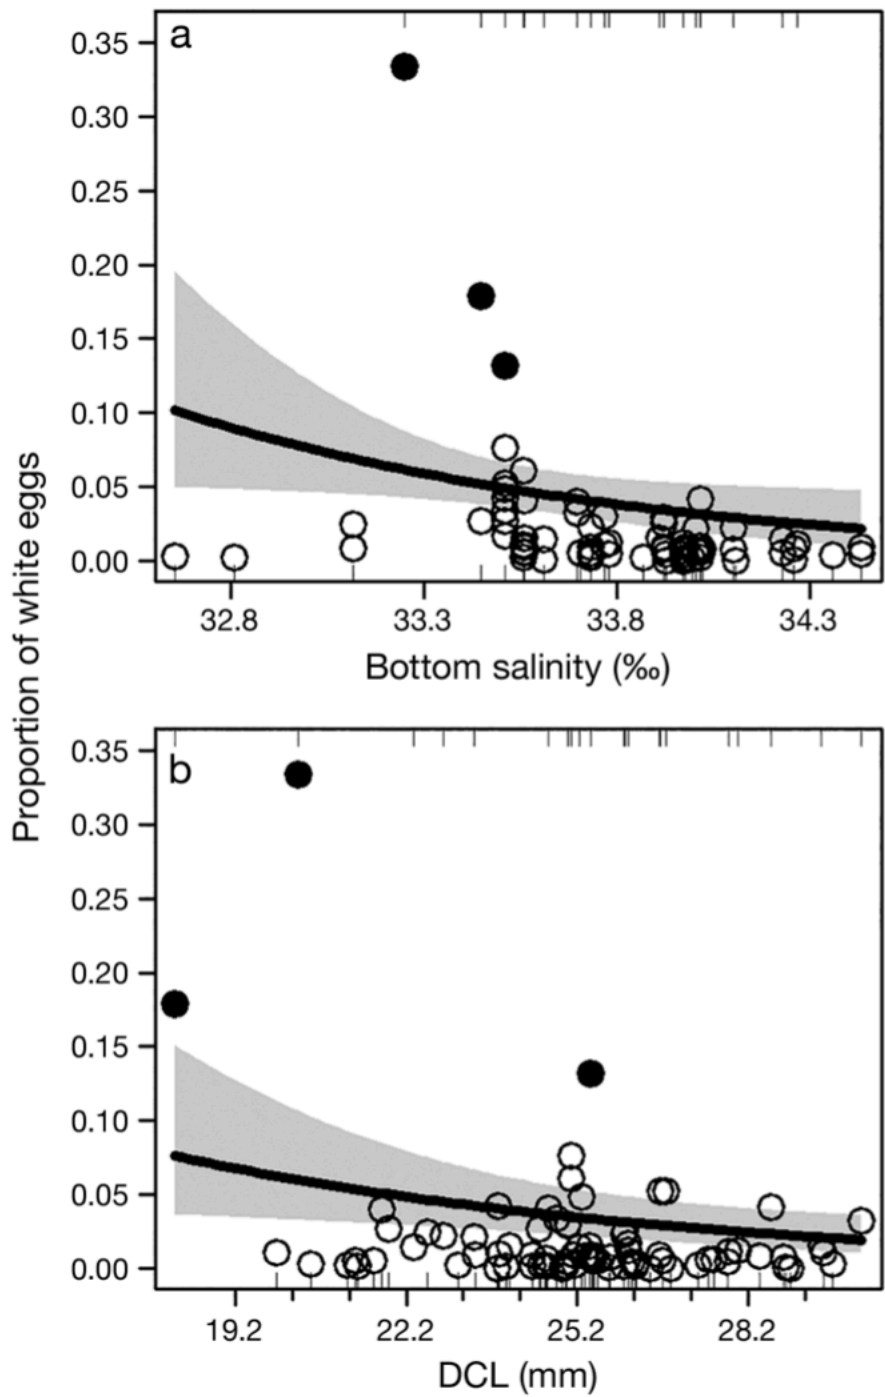 a
0.35
0.30
0.25
0.20
0.15
0.10
0.05
0.00
32.8 33.3 33.8 34.3
Bottom salinity (‰)
Proportion of white eggs
b
0.35
0.30
0.25
0.20
0.15
0.10
0.05
0.00
19.2 22.2 25.2 28.2
DCL (mm)